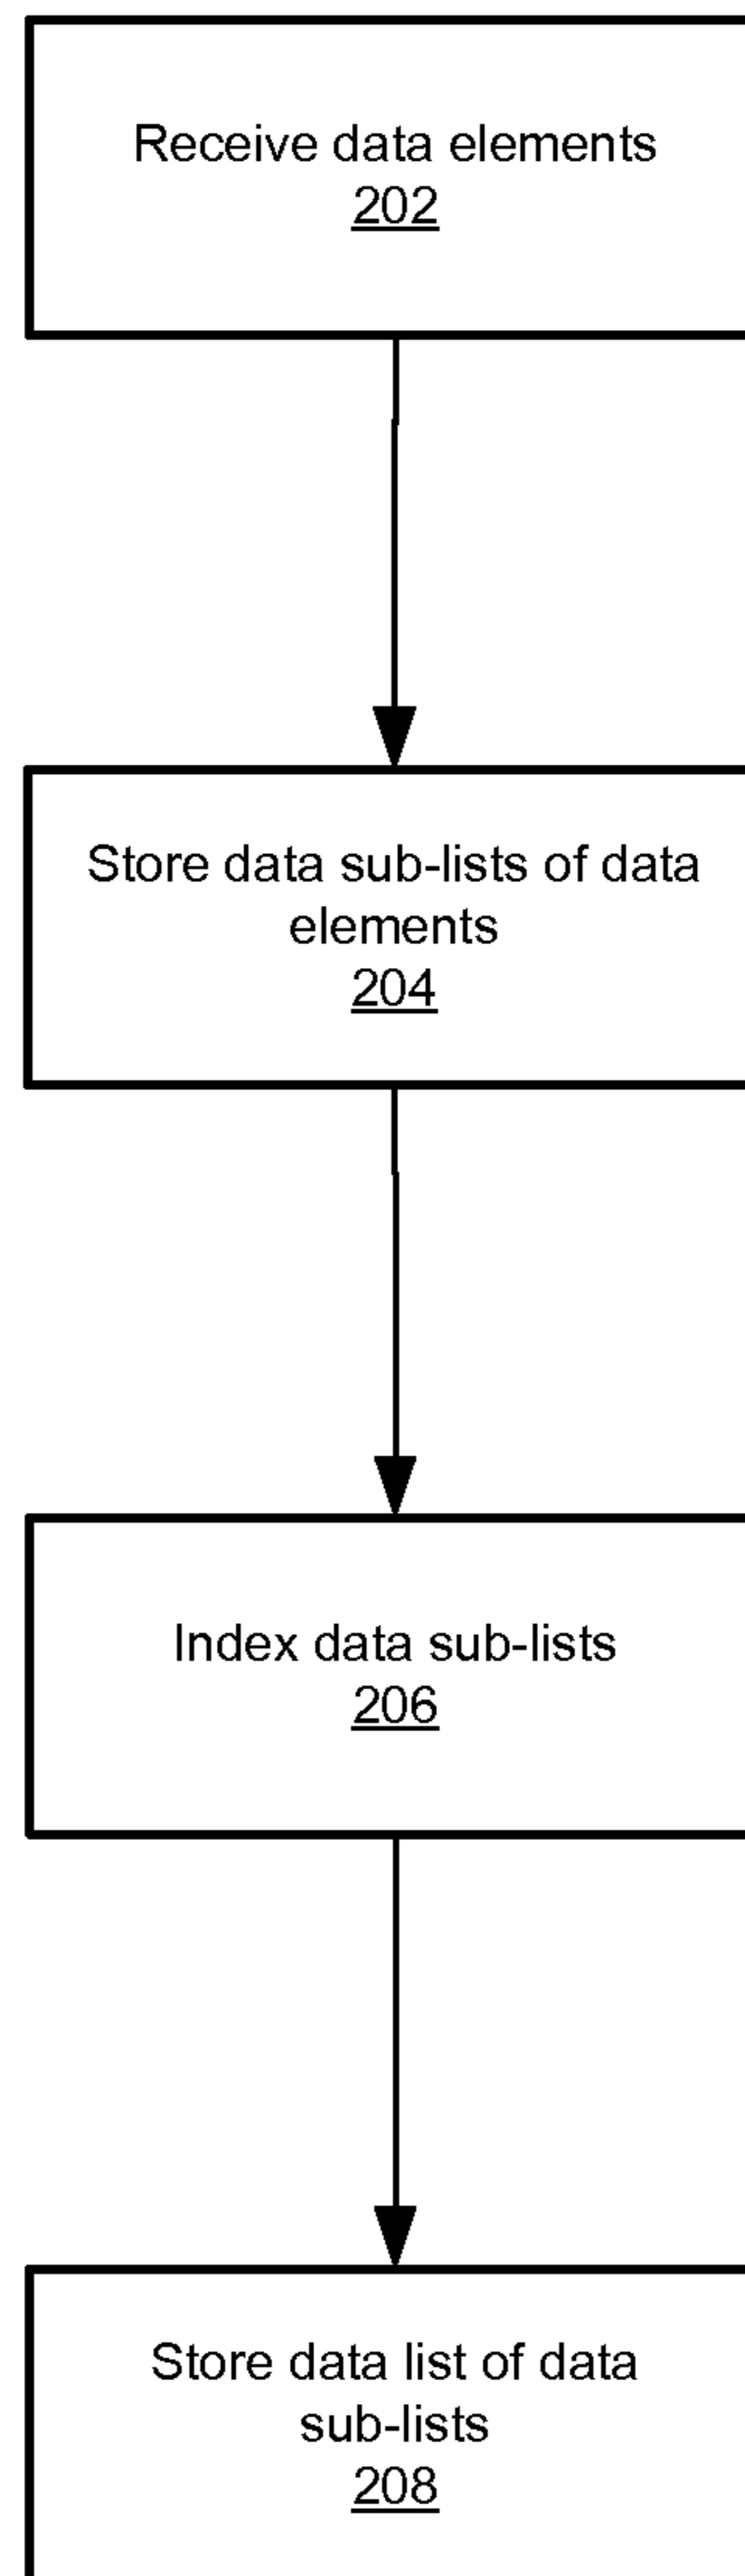 Receive data elements
202
Store data sub-lists of data
elements
204
Index data sub-lists
206
Store data list of data
sub-lists
208